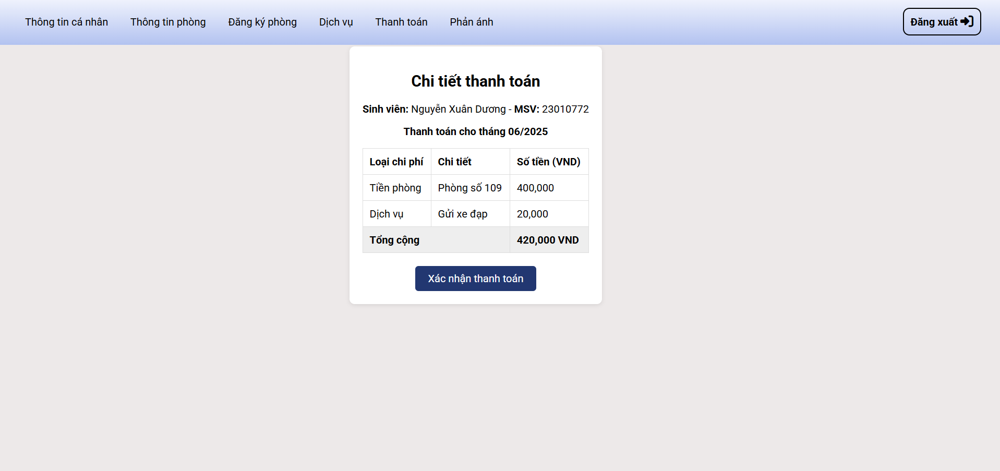 Thông tin cá nhân Thông tin phòng Đăng ký phòng Dịch vụ Thanh toán Phản ánh Đăng xuất
Chi tiết thanh toán
Sinh viên: Nguyễn Xuân Dương - MSV: 23010772
Thanh toán cho tháng 06/2025
Loại chi phí Chi tiết Số tiền (VND)
Tiền phòng Phòng số 109 400,000
Dịch vụ Gửi xe đạp 20,000
Tổng cộng 420,000 VND
Xác nhận thanh toán